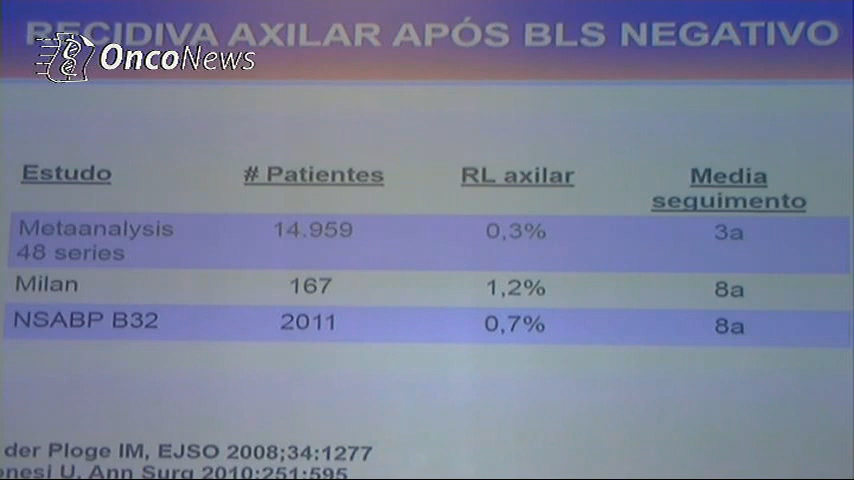 RECIDIVA AXILAR APÓS BLS NEGATIVO
OncoNews
Estudo # Patientes RL axilar Media seguimento
Metaanalysis 48 series 14.959 0,3% 3a
Milan 167 1,2% 8a
NSABP B32 2011 0,7% 8a
der Ploge IM, EJSO 2008;34:1277
onesi U, Ann Surg 2010;251:595